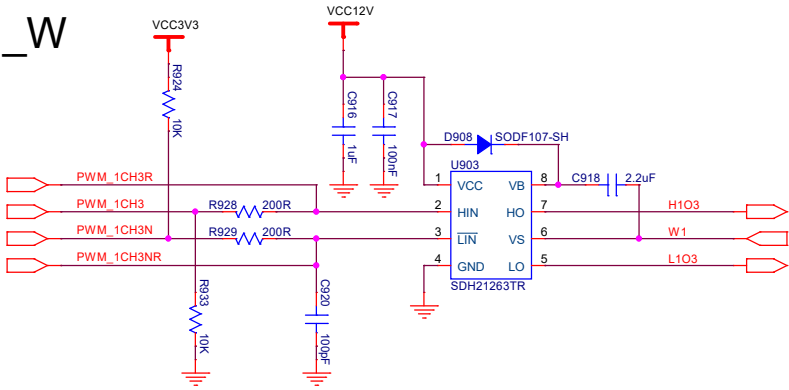 _W
VCC3V3
VCC12V
R924
10K
C916
1uF
C917
100nF
D908
SODF107-SH
U903
PWM_1CH3R
PWM_1CH3
PWM_1CH3N
PWM_1CH3NR
R928
200R
R929
200R
1
VCC
VB
8
2
HIN
HO
7
3
LIN
VS
6
4
GND
LO
5
SDH21263TR
C918
2.2uF
H1O3
W1
L1O3
R933
10K
C920
100pF